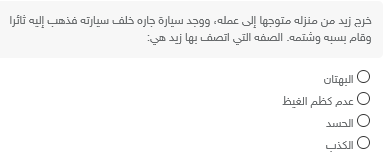 خرج زيد من منزله متوجها إلى عمله، ووجد سيارة جاره خلف سيارته فذهب إليه ثائرا
وقام بسبه وشتمه. الصفه التي اتصف بها زيد هي:
البهتان
عدم كظم الغيظ
الحسد
الكذب